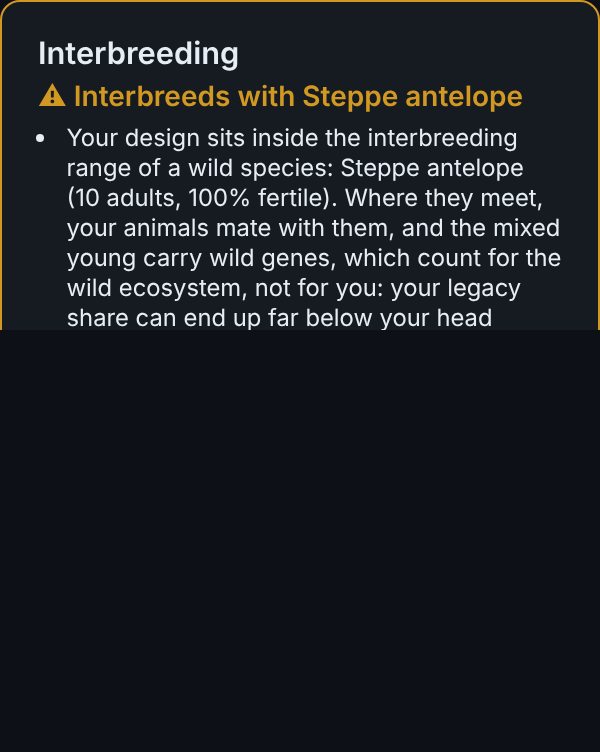 Interbreeding
⚠ Interbreeds with Steppe antelope
• Your design sits inside the interbreeding
range of a wild species: Steppe antelope
(10 adults, 100% fertile). Where they meet,
your animals mate with them, and the mixed
young carry wild genes, which count for the
wild ecosystem, not for you: your legacy
share can end up far below your head